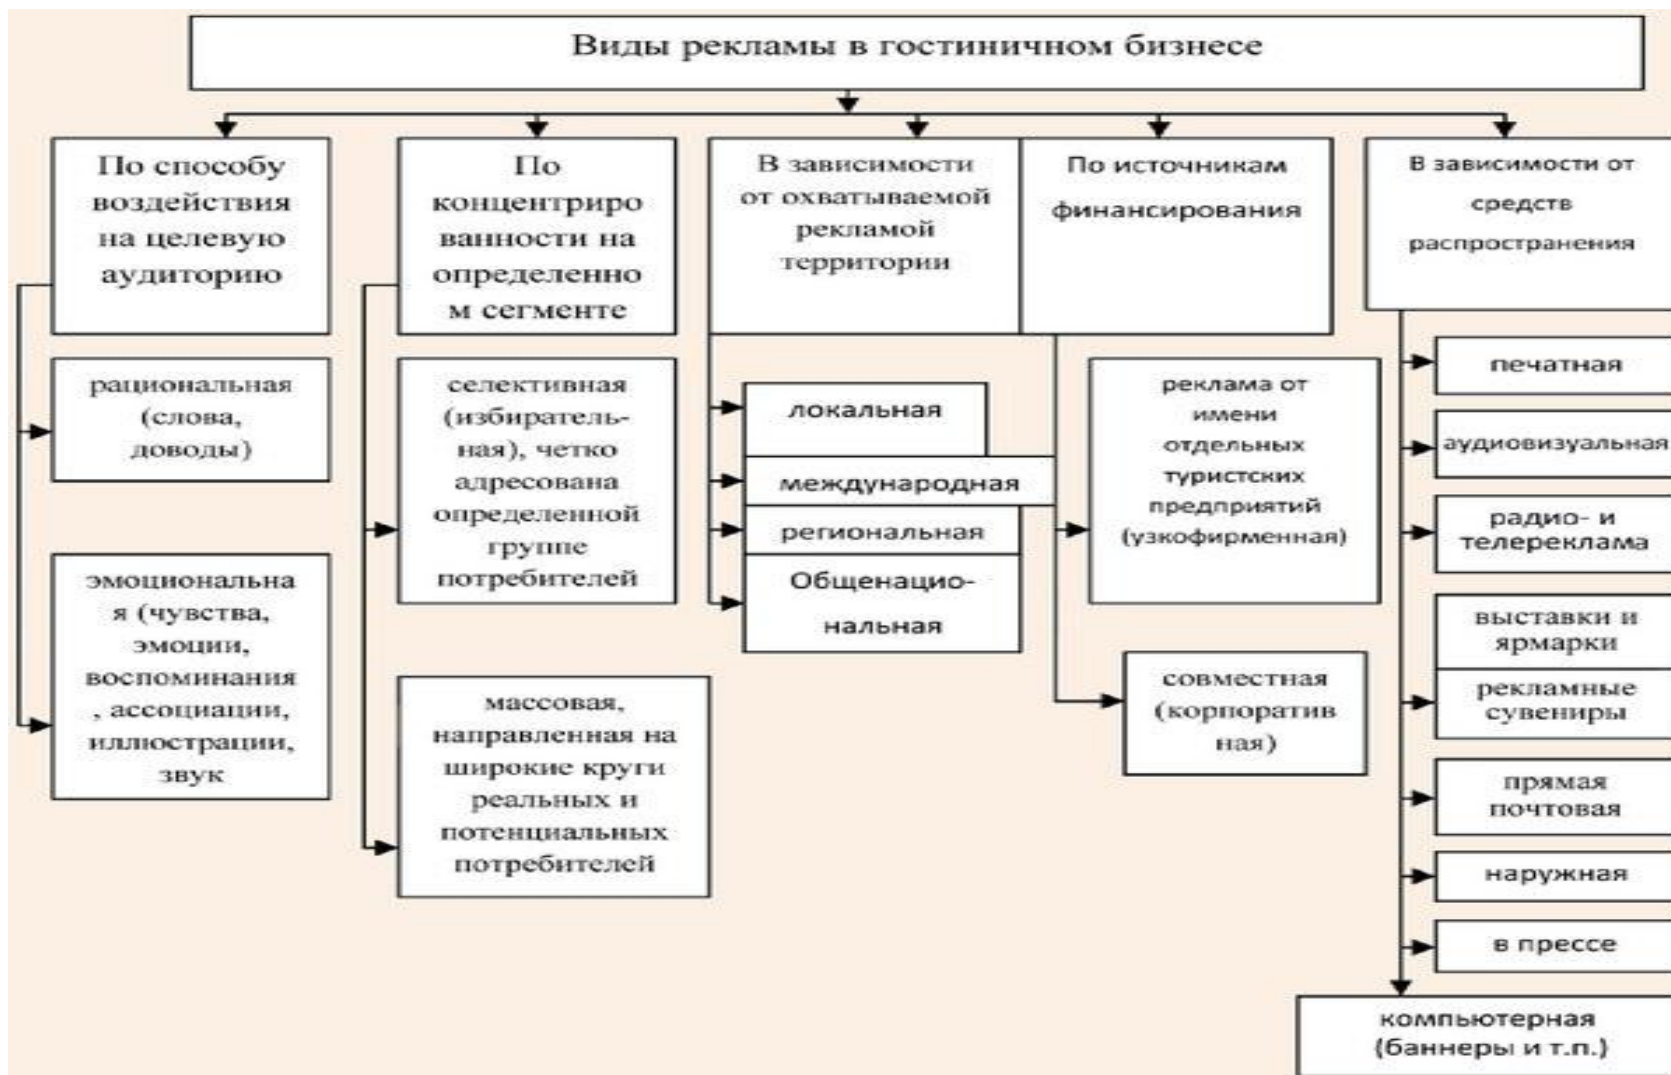 Виды рекламы в гостиничном бизнесе
По способу
воздействия
на целевую
аудиторию
рациональная
(слова,
доводы)
эмоциональна
я (чувства,
эмоции,
воспоминания
, ассоциации,
иллюстрации,
звук
По
концентриро
ванности на
определенно
м сегменте
селективная
(избиратель-
ная), четко
адресована
определенной
группе
потребителей
массовая,
направленная на
широкие круги
реальных и
потенциальных
потребителей
В зависимости
от охватываемой
рекламой
территории
локальная
международная
региональная
Общенацио-
нальная
По источникам
финансирования
реклама от
имени
отдельных
туристских
предприятий
(узкофирменная)
совместная
(корпоратив
ная)
В зависимости от
средств
распространения
печатная
аудиовизуальная
радио- и
телереклама
выставки и
ярмарки
рекламные
сувениры
прямая
почтовая
наружная
в прессе
компьютерная
(баннеры и т.п.)